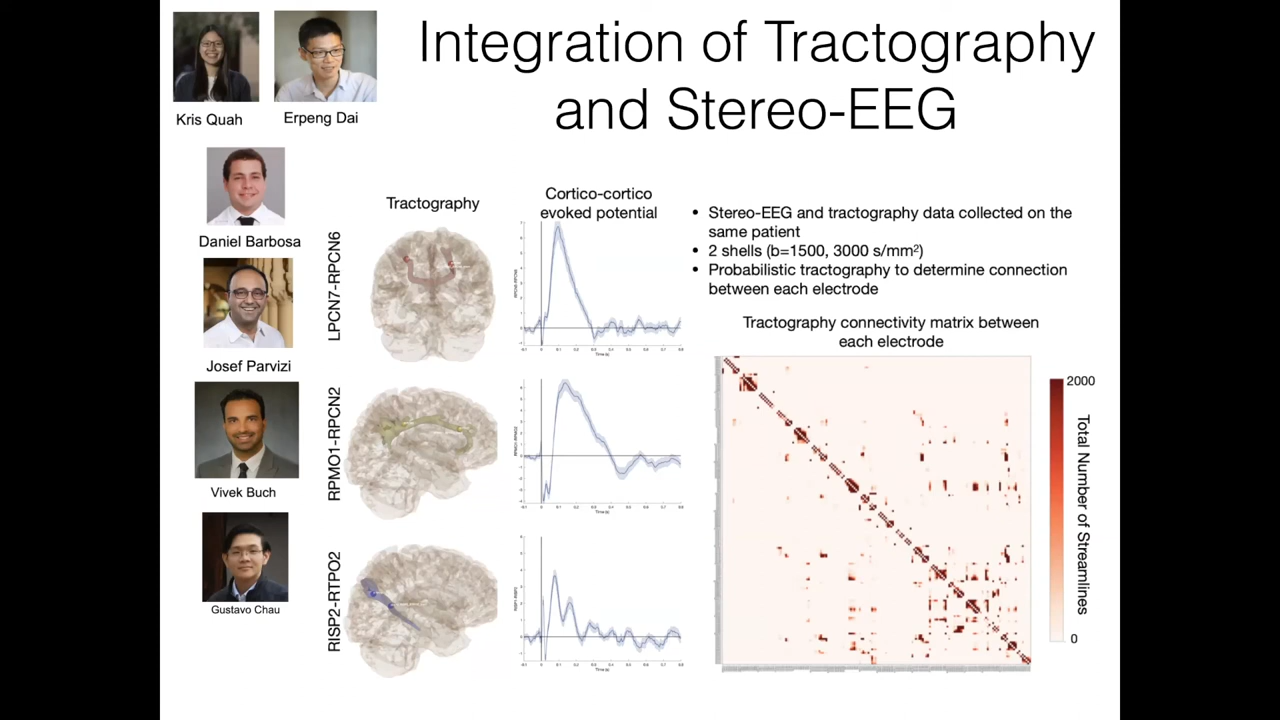 Integration of Tractography
and Stereo-EEG
Kris Quah
Erpeng Dai
Daniel Barbosa
Josef Parvizi
Vivek Buch
Gustavo Chau
Tractography
Cortico-cortico
evoked potential
LPCN7-RPCN6
RPMO1-RPCN2
RISP2-RTPO2
Time (s)
Time (s)
Time (s)
• Stereo-EEG and tractography data collected on the
same patient
• 2 shells (b=1500, 3000 s/mm²)
• Probabilistic tractography to determine connection
between each electrode
Tractography connectivity matrix between
each electrode
2000
Total Number of Streamlines
0